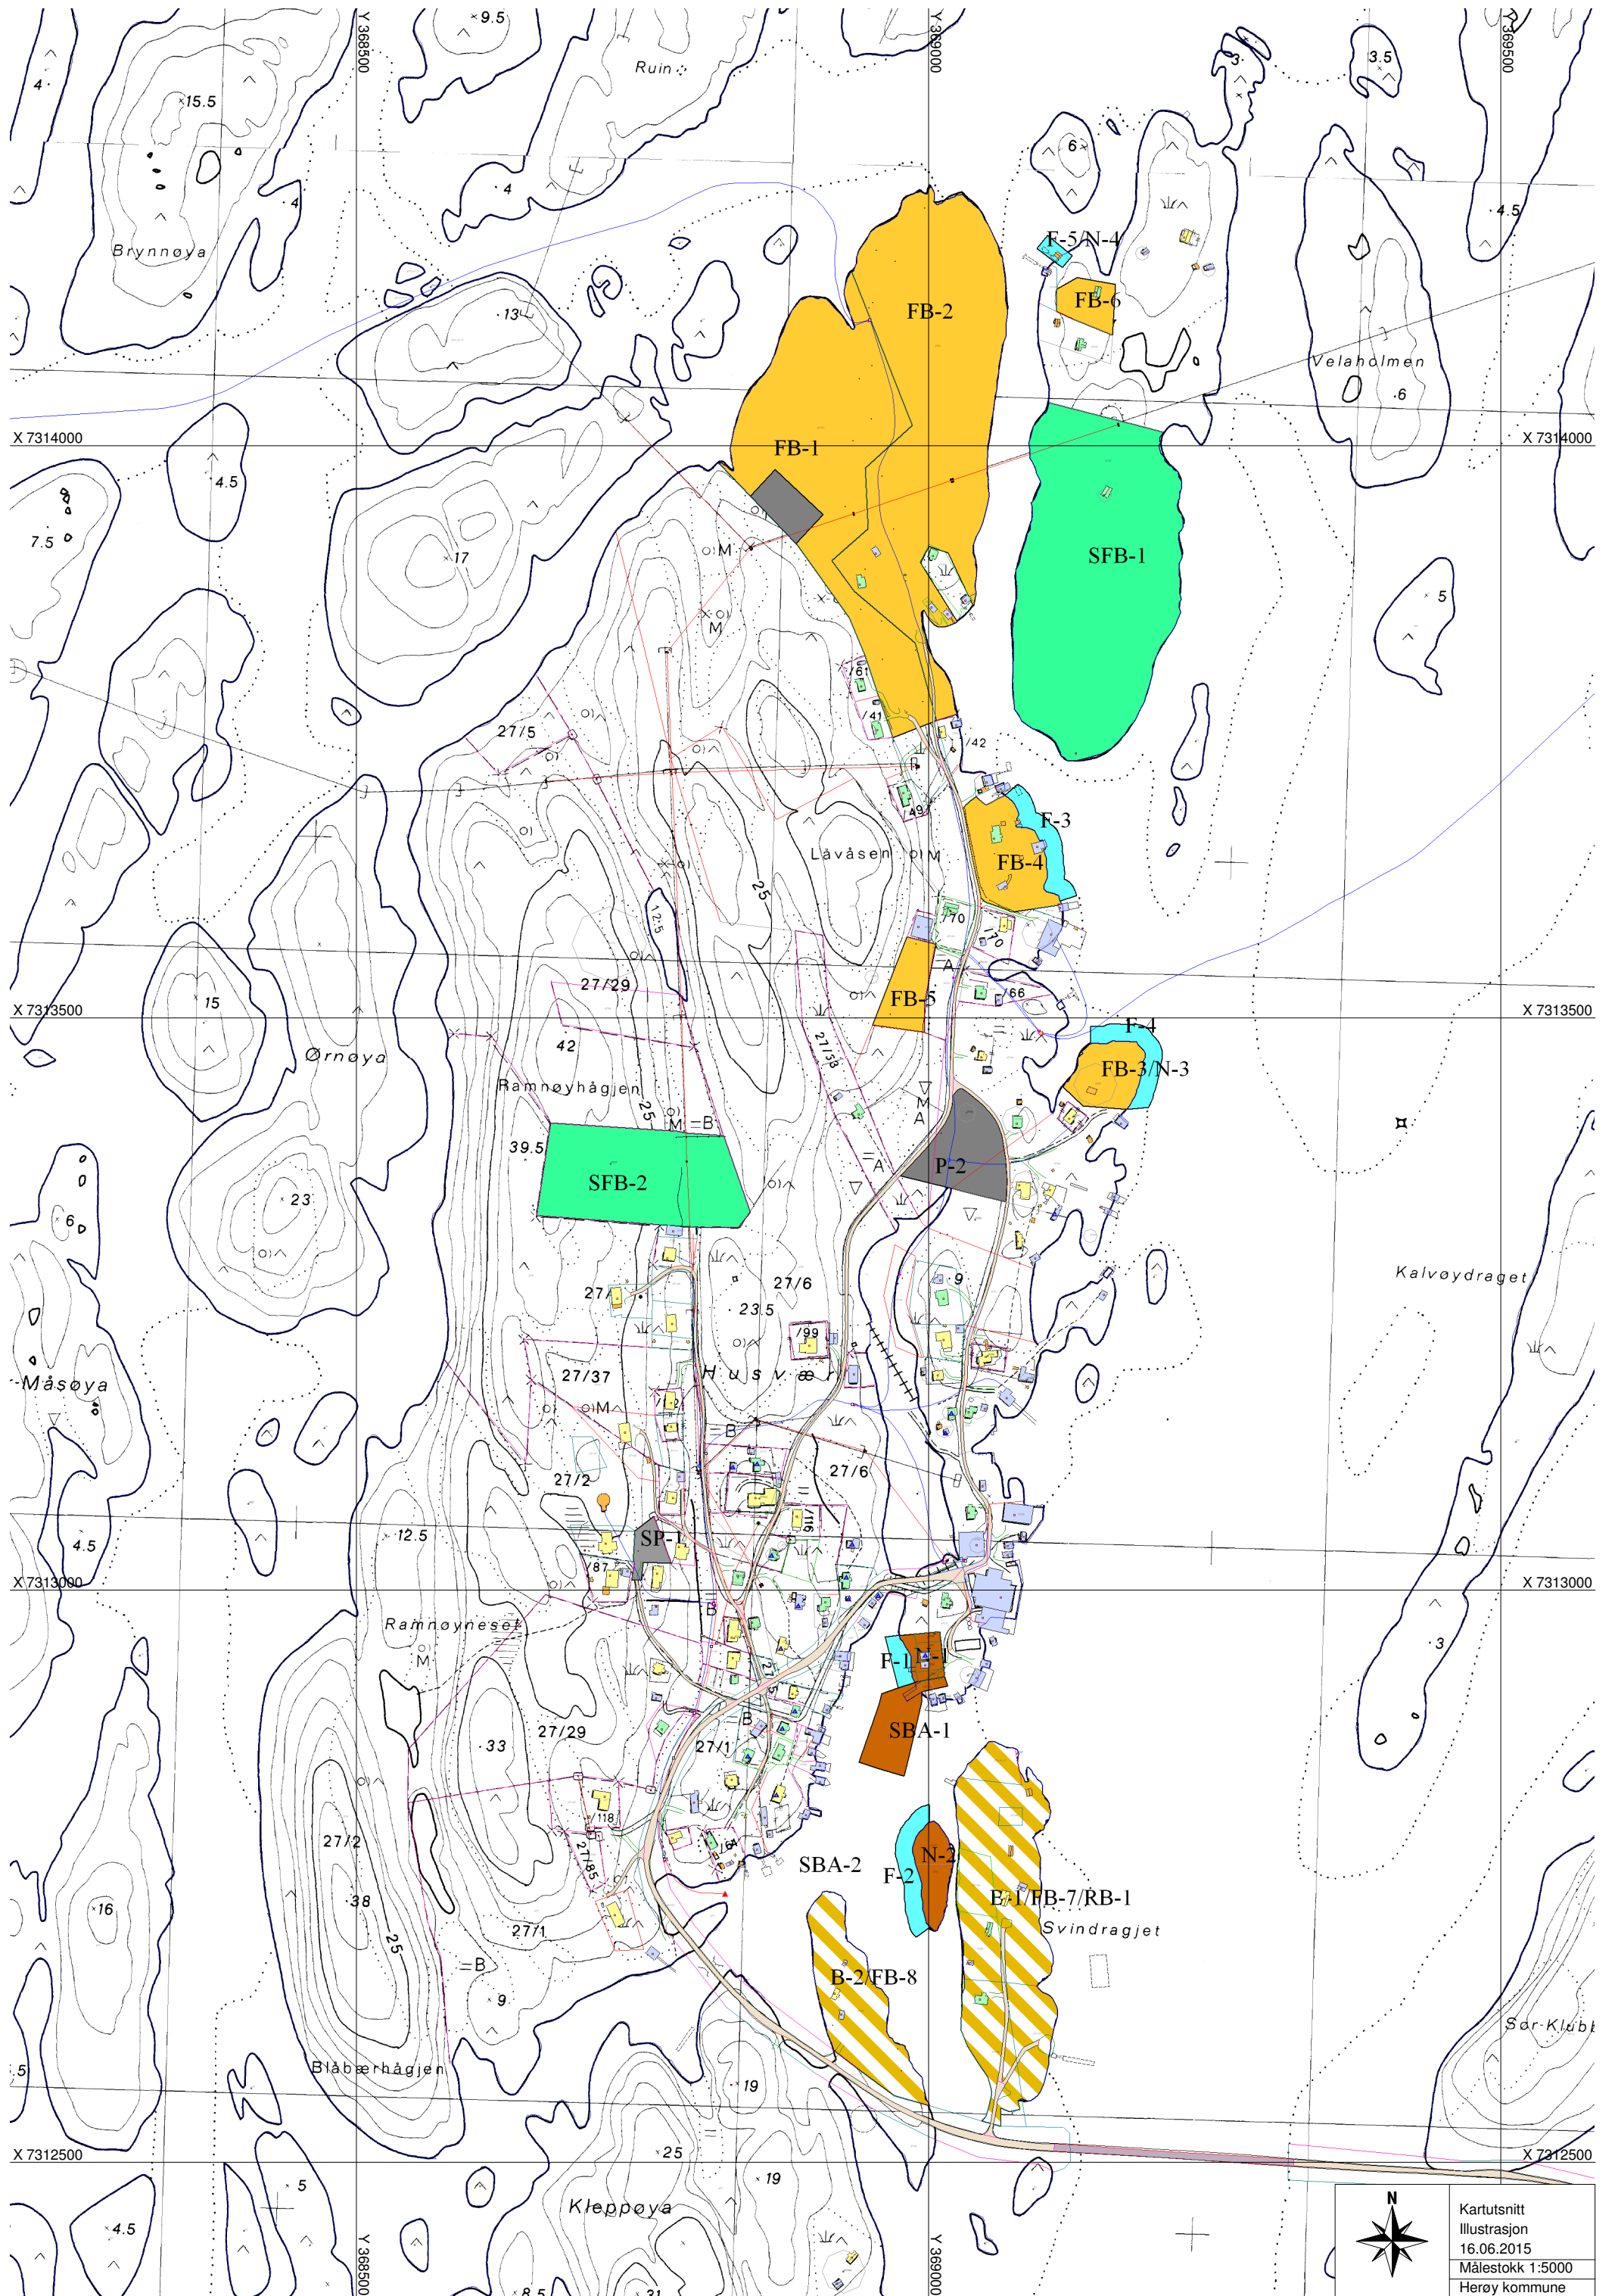 9.5
Y 368500
Y 369000
Y 369500
Ruin
3.5
3
4
15.5
6
4
4
4.5
Brynnøya
F-5/N-4
FB-6
13
FB-2
Velaholmen
6
X 7314000
FB-1
X 7314000
4.5
7.5
17
M
SFB-1
5
M
/61
/41
27/5
/42
/49
F-3
Låvåsen
M
FB-4
25
12.5
/70
/70
A
27/29
FB-5
/66
15
X 7313500
X 7313500
F-4
Ørnøya
42
27/33
FB-3/N-3
Ramnøyhågjen
25
M
B
M
A
39.5
A
P-2
SFB-2
23
6
Kalvøydraget
27/6
9
27/
23.5
/99
Måsøya
27/37
Husvær
M
B
27/2
27/6
/116
12.5
SP-1
4.5
/87
X 7313000
X 7313000
B
Ramnøyneset
M
F-1
N-1
3
27/29
B
SBA-1
33
27/1
/118
27/2
27/85
SBA-2
N-2
F-2
38
16
B-1/FB-7/RB-1
Svindragjet
25
27/1
B
B-2/FB-8
9
Sør-Klubb
Blåbærhågjen
.5
19
X 7312500
25
X 7312500
5
19
Kleppøya
4.5
Y 368500
Y 369000
8.5
31
N
Kartutsnitt
Illustrasjon
16.06.2015
Målestokk 1:5000
Herøy kommune